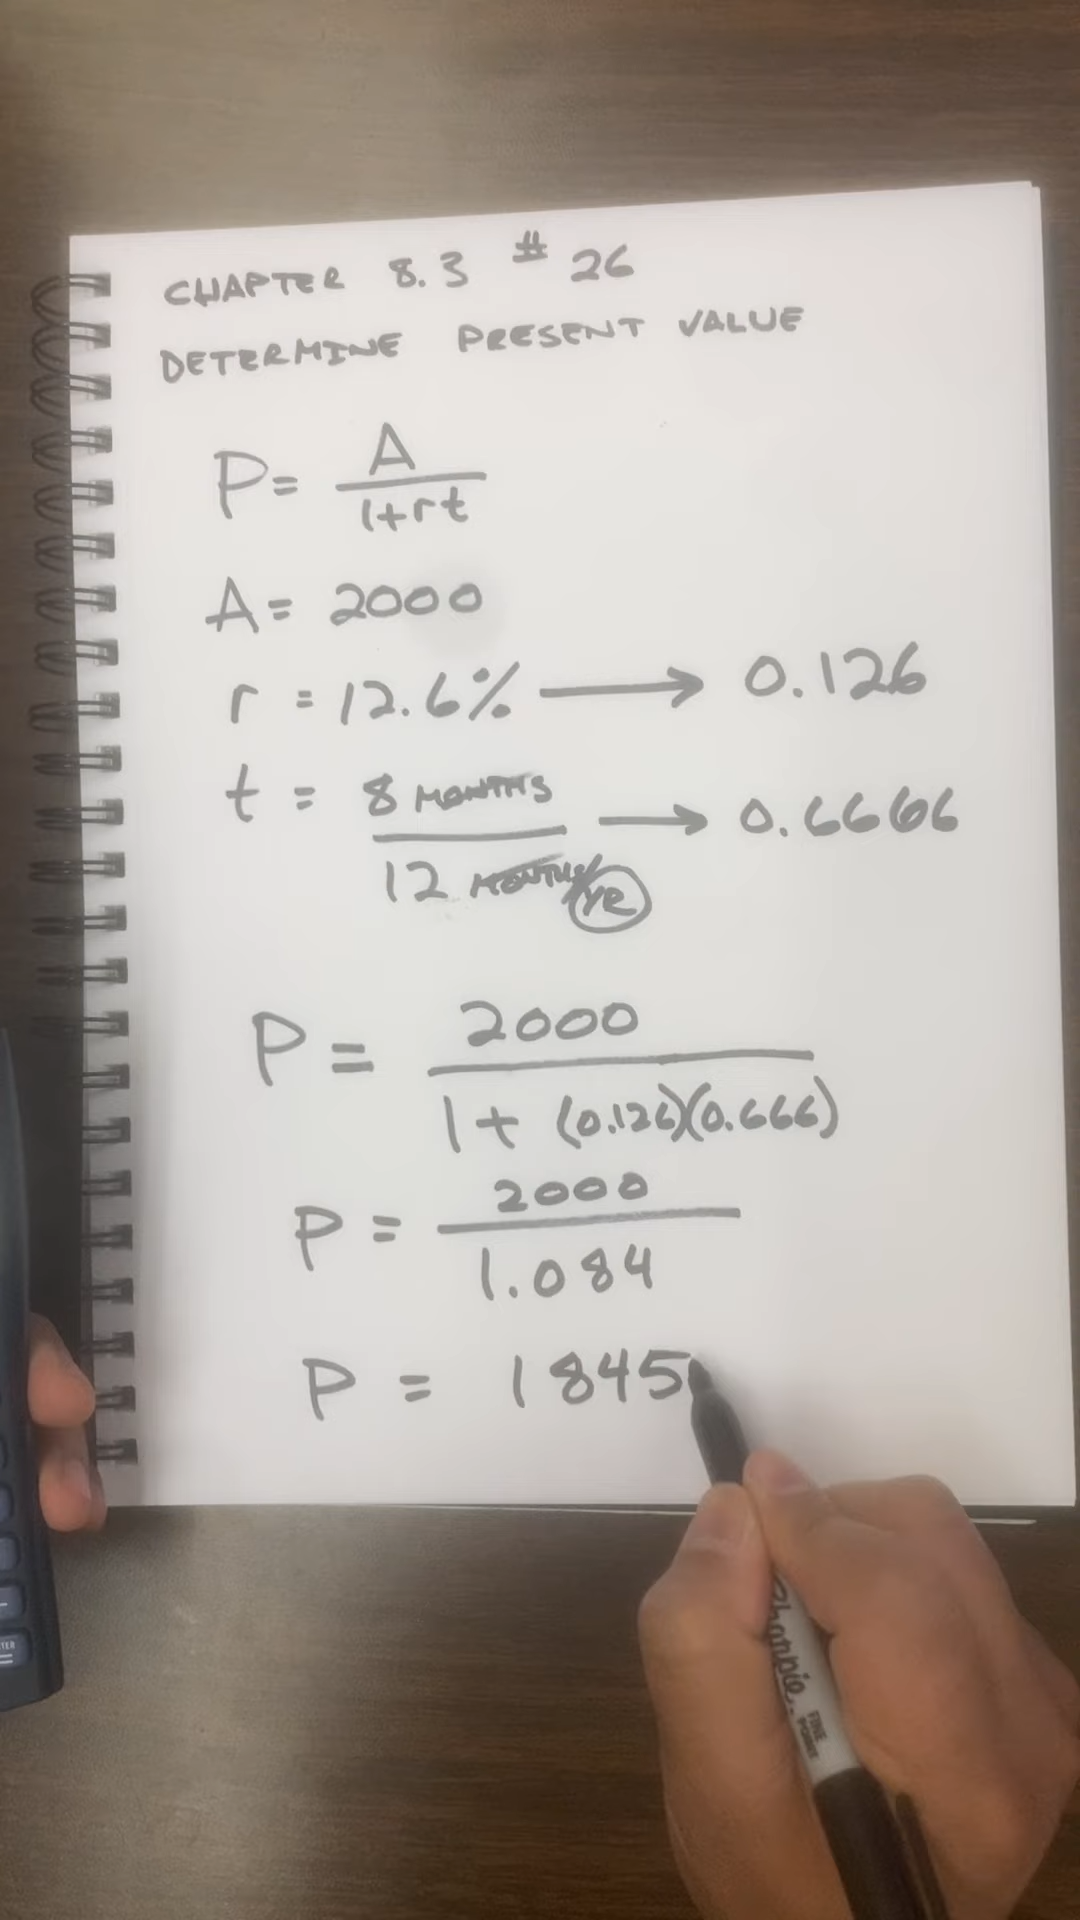 CHAPTER 8.3 # 26
DETERMINE PRESENT VALUE
P = A
1+rt
A = 2000
r = 12.6% → 0.126
t = 8 MONTHS → 0.6666
12 MONTHS/YR
P = 2000
1 + (0.126)(0.666)
P = 2000
1.084
P = 1845
Sharpie.
FINE
POINT